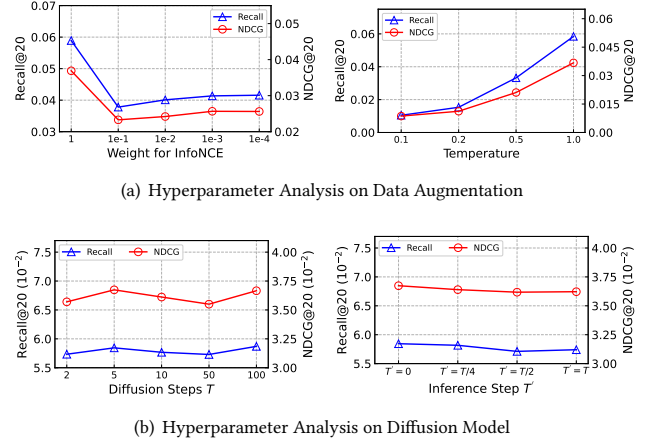 0.07
0.06
0.05
0.04
0.03
Recall@20
Recall
NDCG
0.05
0.04
0.03
0.02
NDCG@20
1 1e-1 1e-2 1e-3 1e-4
Weight for InfoNCE
0.06
0.04
0.02
0.00
Recall@20
Recall
NDCG
0.06
0.045
0.03
0.015
0.00
NDCG@20
0.1 0.2 0.5 1.0
Temperature
(a) Hyperparameter Analysis on Data Augmentation
7.5
7.0
6.5
6.0
5.5
Recall@20 (10⁻²)
Recall NDCG
4.00
3.75
3.50
3.25
3.00
NDCG@20 (10⁻²)
2 5 10 50 100
Diffusion Steps T
7.5
7.0
6.5
6.0
5.5
Recall@20 (10⁻²)
Recall NDCG
4.00
3.75
3.50
3.25
3.00
NDCG@20 (10⁻²)
T′ = 0 T′ = T/4 T′ = T/2 T′ = T
Inference Step T′
(b) Hyperparameter Analysis on Diffusion Model